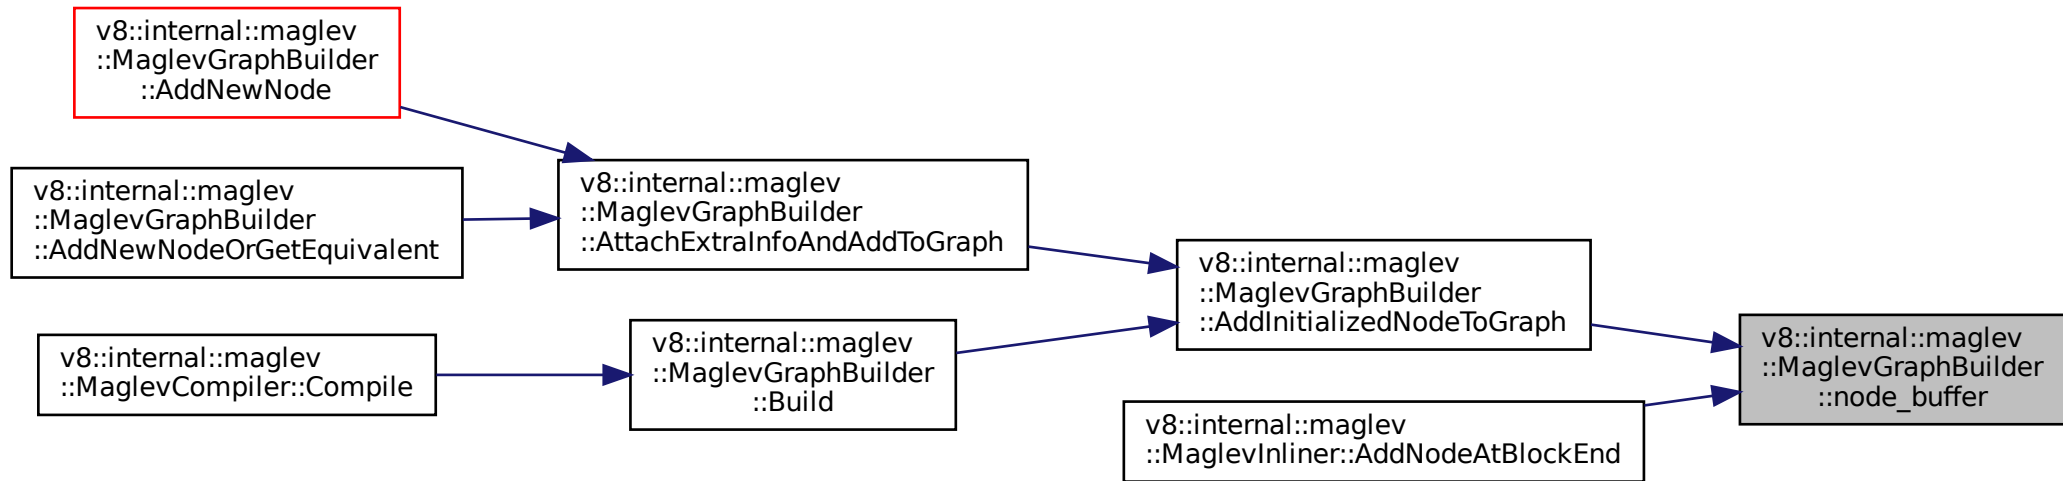 v8::internal::maglev
::MaglevGraphBuilder
::AddNewNode
v8::internal::maglev
::MaglevGraphBuilder
::AddNewNodeOrGetEquivalent
v8::internal::maglev
::MaglevCompiler::Compile
v8::internal::maglev
::MaglevGraphBuilder
::AttachExtraInfoAndAddToGraph
v8::internal::maglev
::MaglevGraphBuilder
::Build
v8::internal::maglev
::MaglevGraphBuilder
::AddInitializedNodeToGraph
v8::internal::maglev
::MaglevInliner::AddNodeAtBlockEnd
v8::internal::maglev
::MaglevGraphBuilder
::node_buffer